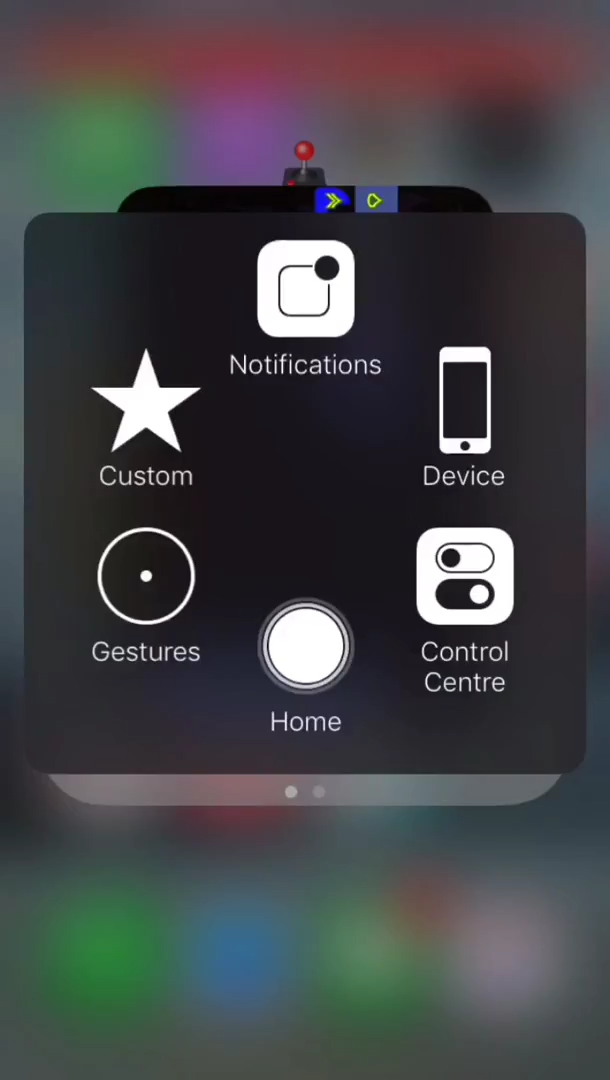 Notifications
Custom
Device
Gestures
Control
Centre
Home